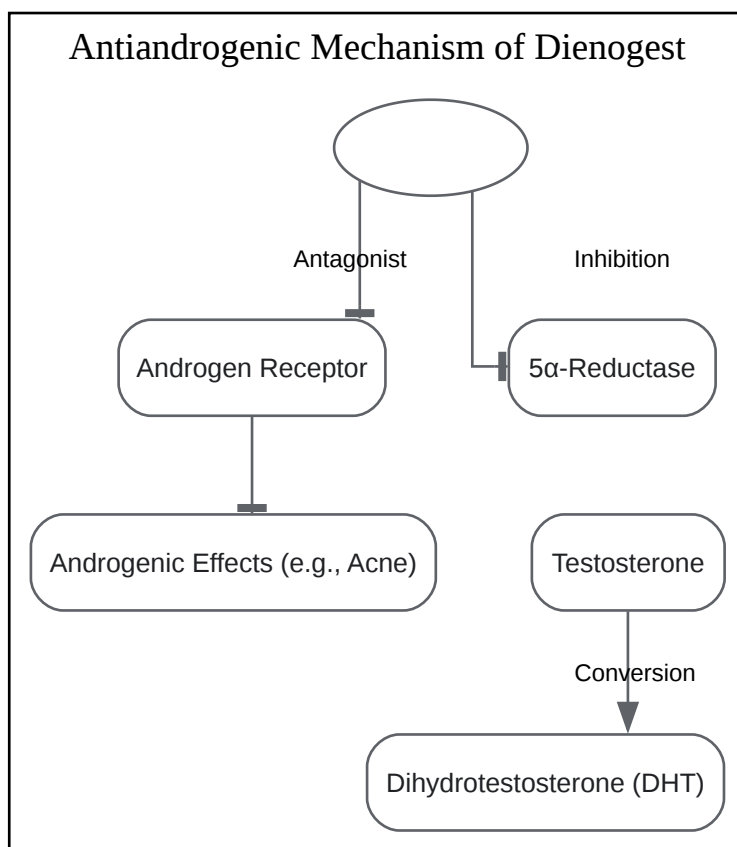 Antiandrogenic Mechanism of Dienogest
Antagonist
Inhibition
Androgen Receptor
5α-Reductase
Androgenic Effects (e.g., Acne)
Testosterone
Conversion
Dihydrotestosterone (DHT)